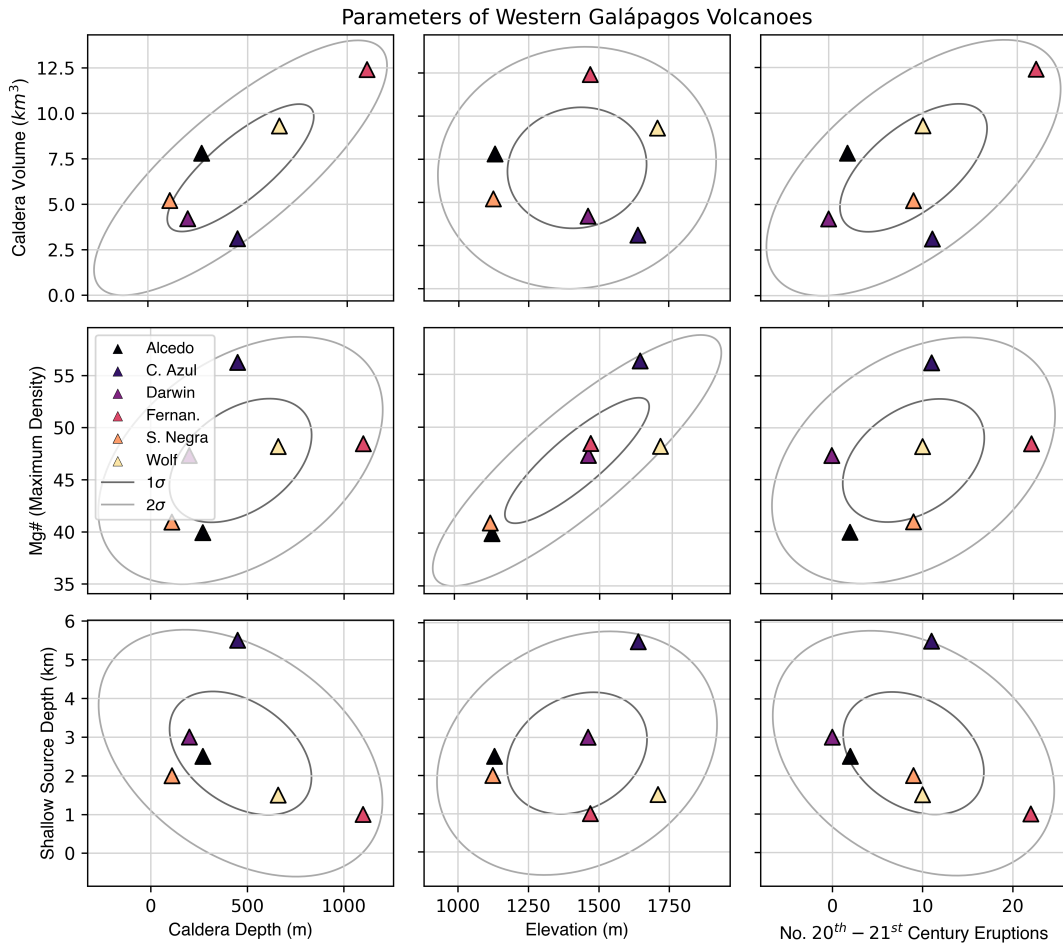 Parameters of Western Galápagos Volcanoes
Caldera Volume (km³)
12.5
10.0
7.5
5.0
2.5
0.0
Mg# (Maximum Density)
55
50
45
40
35
Alcedo
C. Azul
Darwin
Fernan.
S. Negra
Wolf
1σ
2σ
Shallow Source Depth (km)
6
5
4
3
2
1
0
0 500 1000
Caldera Depth (m)
1000 1250 1500 1750
Elevation (m)
0 10 20
No. 20ᵗʰ − 21ˢᵗ Century Eruptions